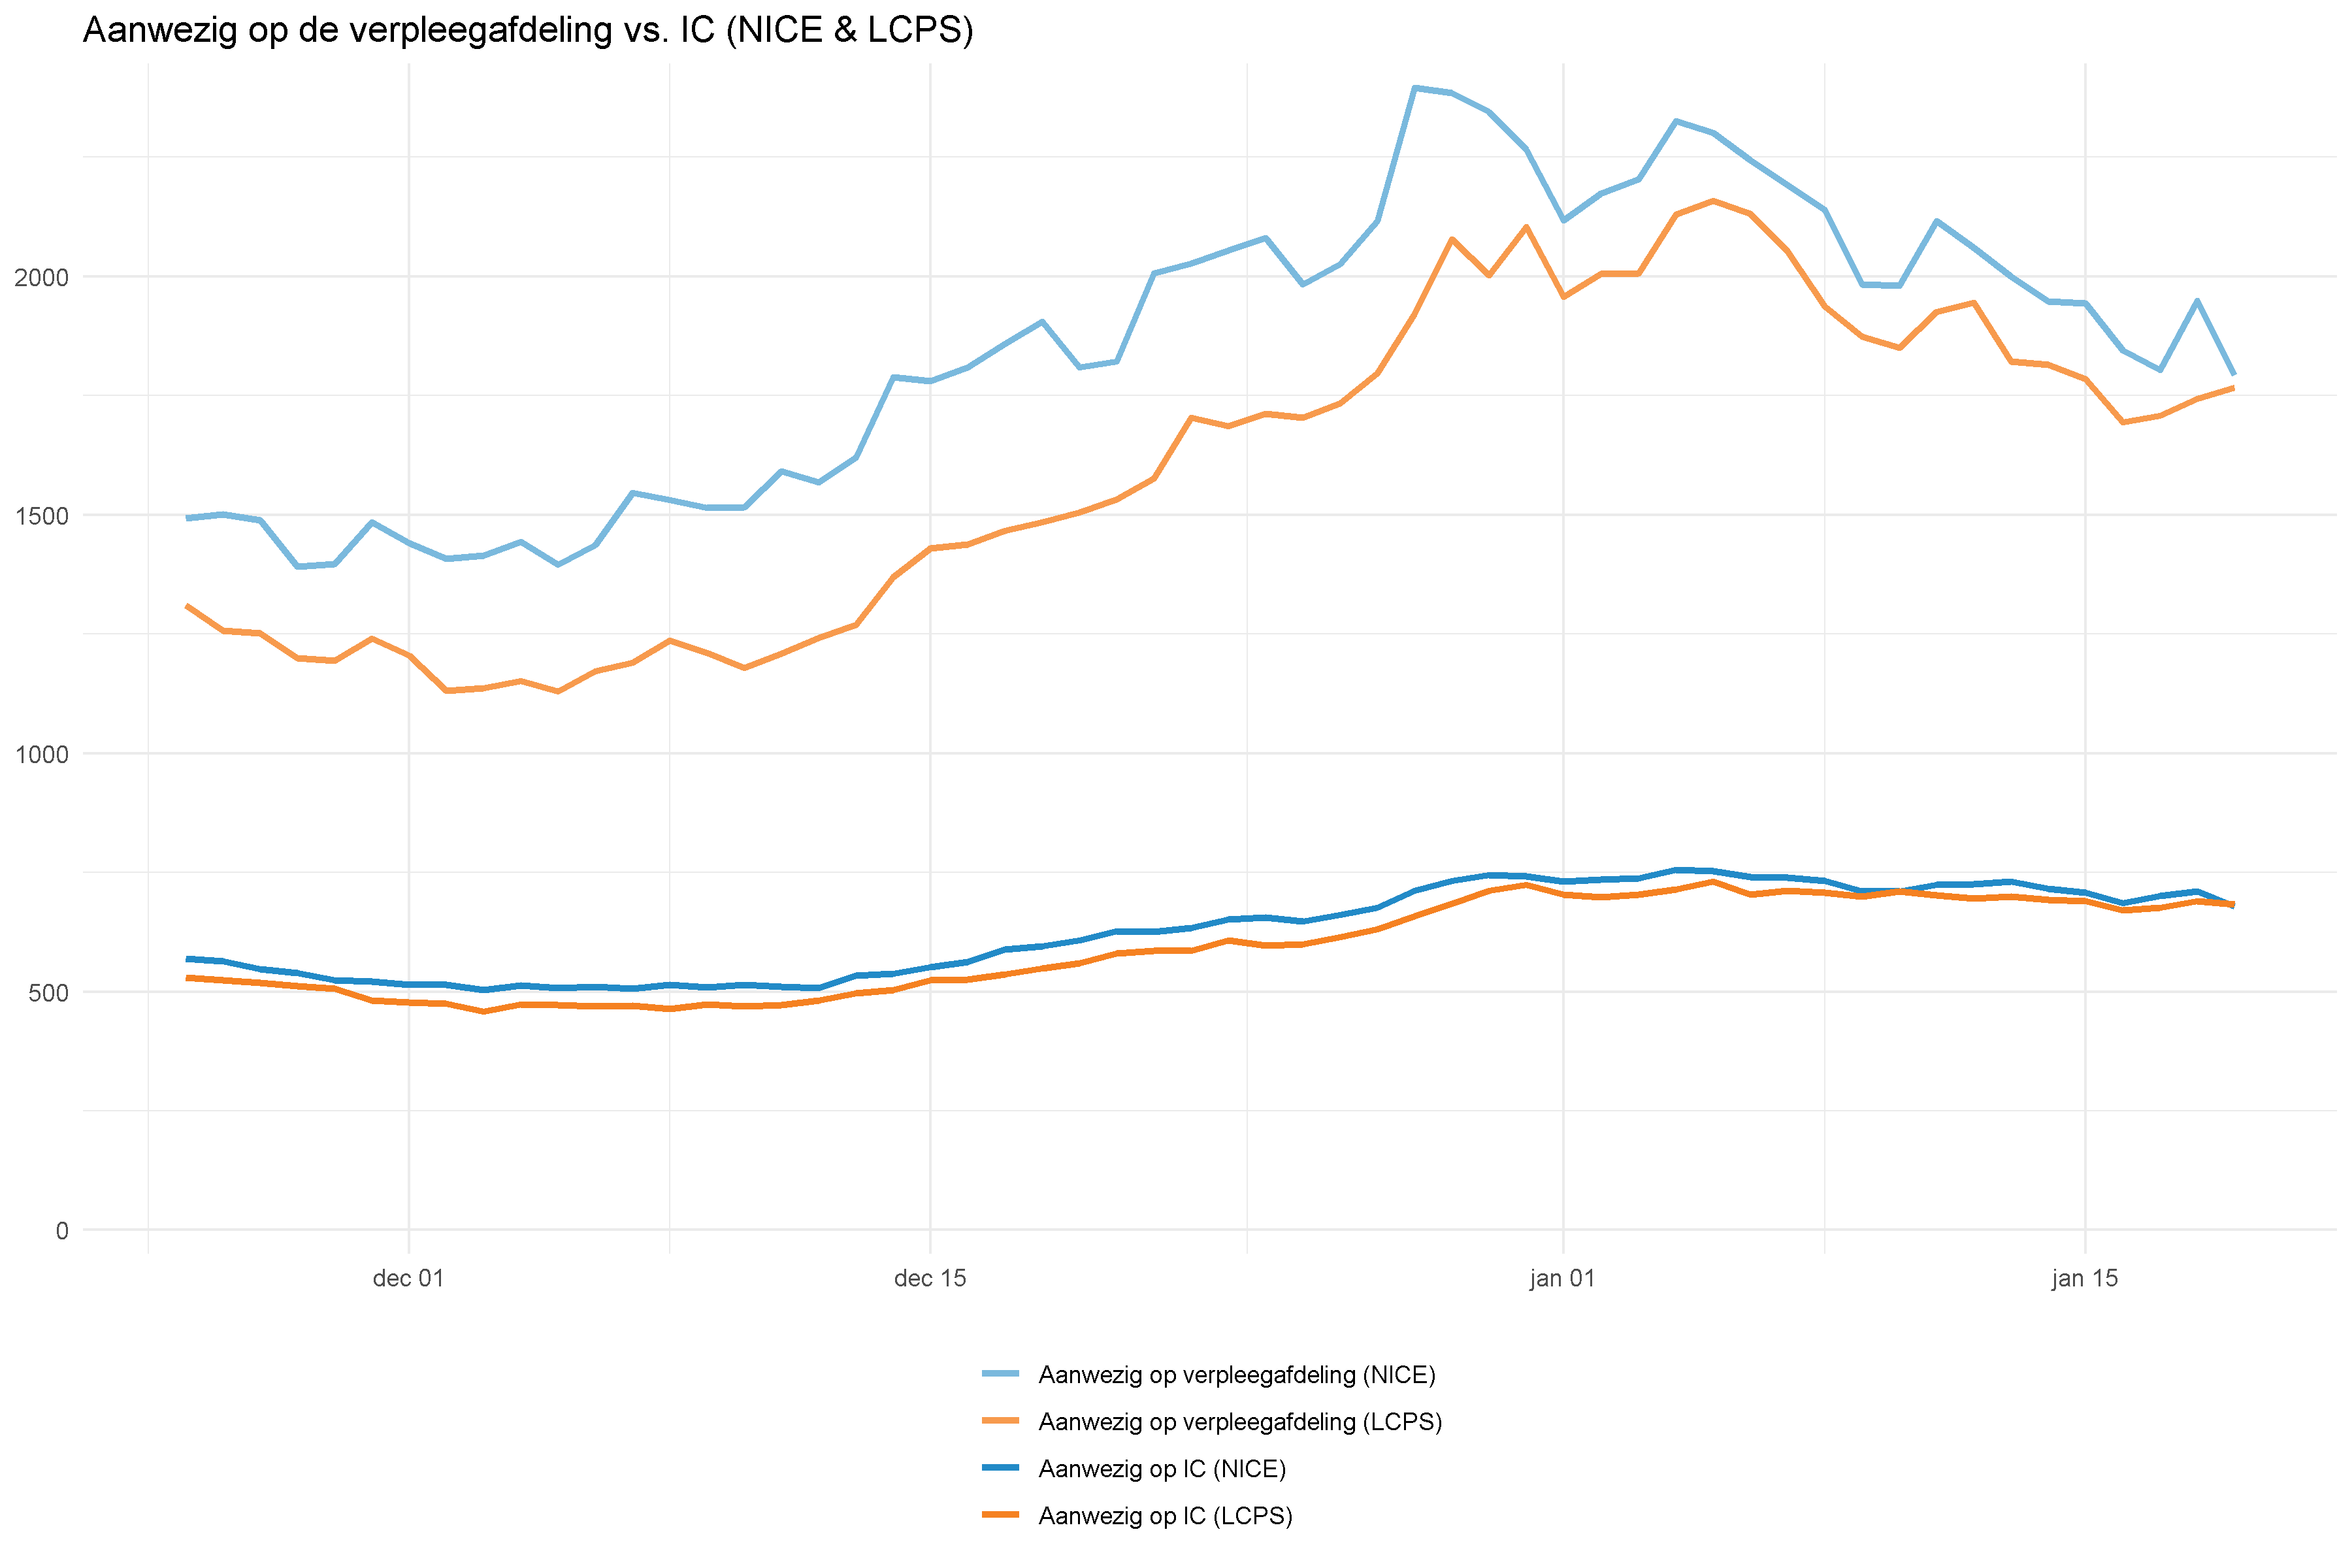 Aanwezig op de verpleegafdeling vs. IC (NICE & LCPS)
2000
1500
1000
500
0
dec 01 dec 15 jan 01 jan 15
Aanwezig op verpleegafdeling (NICE)
Aanwezig op verpleegafdeling (LCPS)
Aanwezig op IC (NICE)
Aanwezig op IC (LCPS)